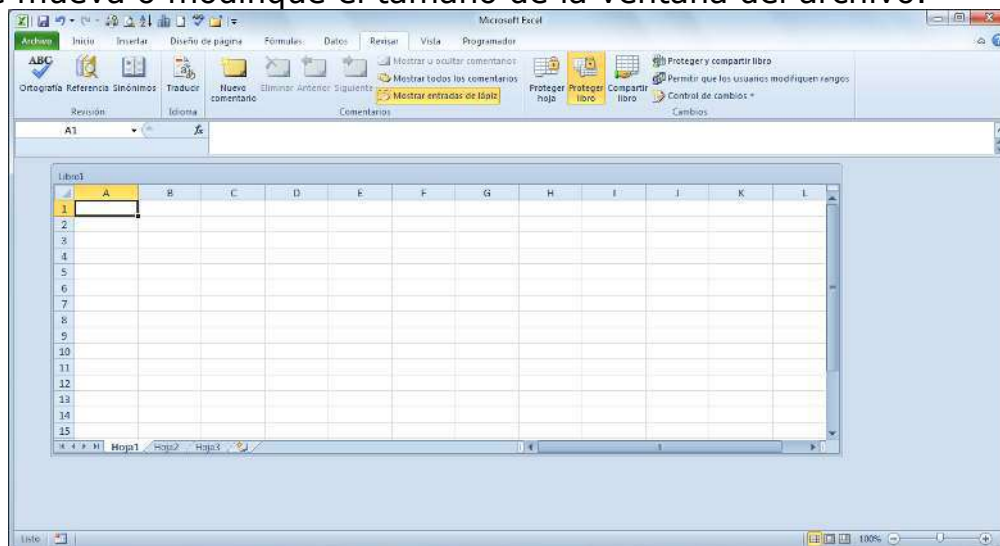 mueva o modifique el tamaño de la ventana del archivo.
Microsoft Excel
Archivo Inicio Insertar Diseño de página Fórmulas Datos Revisar Vista Programador
ABC Mostrar u ocultar comentarios Proteger y compartir libro
Mostrar todos los comentarios Permitir que los usuarios modifiquen rangos
Ortografía Referencia Sinónimos Traducir Nuevo comentario Eliminar Anterior Siguiente Mostrar entradas de lápiz Proteger hoja Proteger libro Compartir libro Control de cambios
Revisión Idioma Comentarios Cambios
A1 fx
Libro1
A B C D E F G H I J K L
1
2
3
4
5
6
7
8
9
10
11
12
13
14
15
Hoja1 Hoja2 Hoja3
Listo 100%